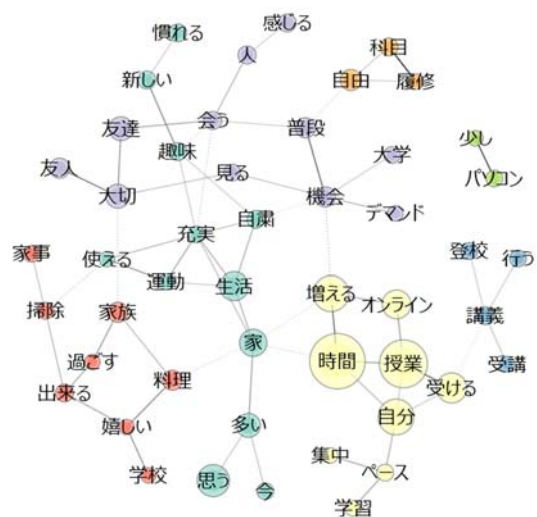 感じる
慣れる
人
科目
新しい
自由
履修
友達
会う
普段
趣味
少し
大学
友人
見る
パソコン
大切
機会
自粛
デマンド
充実
家事
使える
登校
行う
運動
生活
増える
オンライン
掃除
家族
講義
家
過ごす
時間
授業
受講
料理
受ける
出来る
自分
嬉しい
多い
集中
ペース
学校
思う
今
学習